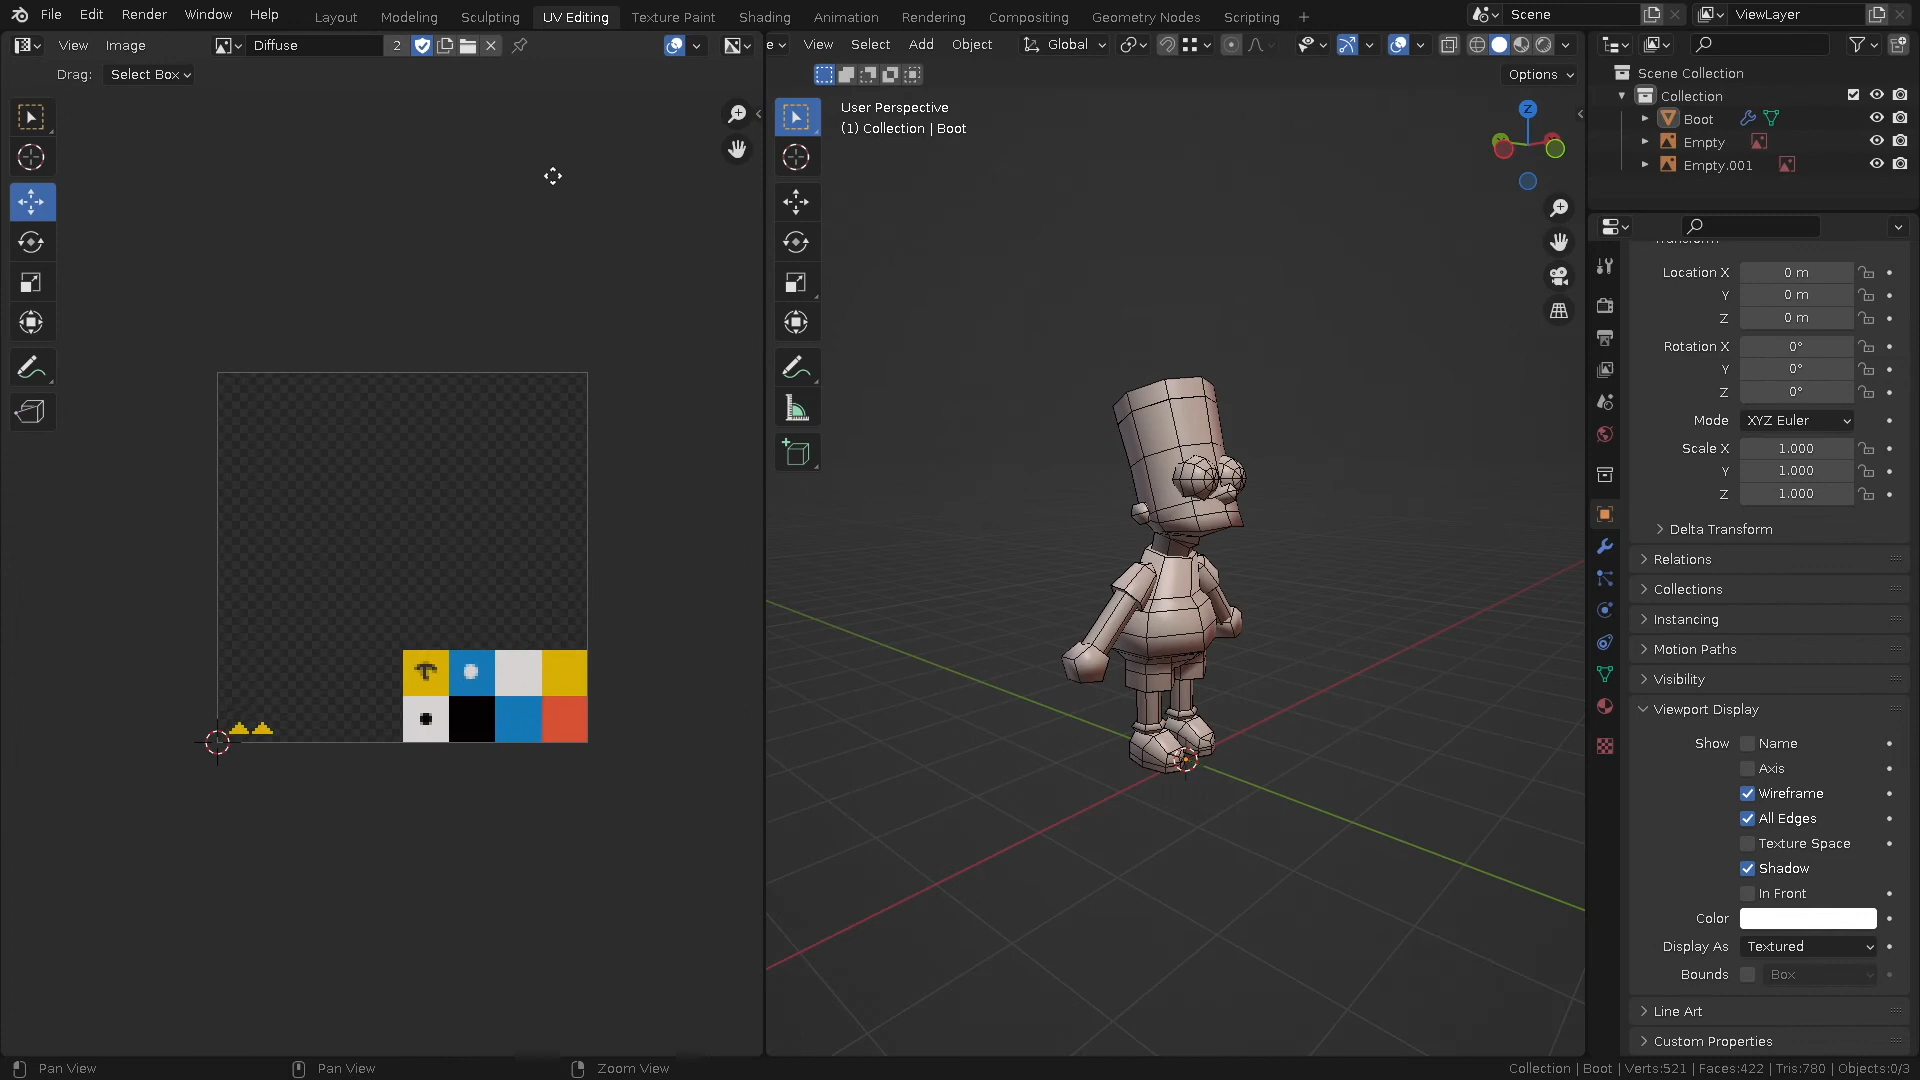 File Edit Render Window Help Layout Modeling Sculpting UV Editing Texture Paint Shading Animation Rendering Compositing Geometry Nodes Scripting + Scene ViewLayer
View Image Diffuse 2 View Select Add Object Global
Drag: Select Box Options
User Perspective
(1) Collection | Boot
Z
Scene Collection
Collection
Boot
Empty
Empty.001
Location X 0 m
Y 0 m
Z 0 m
Rotation X 0°
Y 0°
Z 0°
Mode XYZ Euler
Scale X 1.000
Y 1.000
Z 1.000
Delta Transform
Relations
Collections
Instancing
Motion Paths
Visibility
Viewport Display
Show Name
Axis
Wireframe
All Edges
Texture Space
Shadow
In Front
Color
Display As Textured
Bounds Box
Line Art
Custom Properties
Pan View Pan View Zoom View Collection | Boot | Verts:521 | Faces:422 | Tris:780 | Objects:0/3